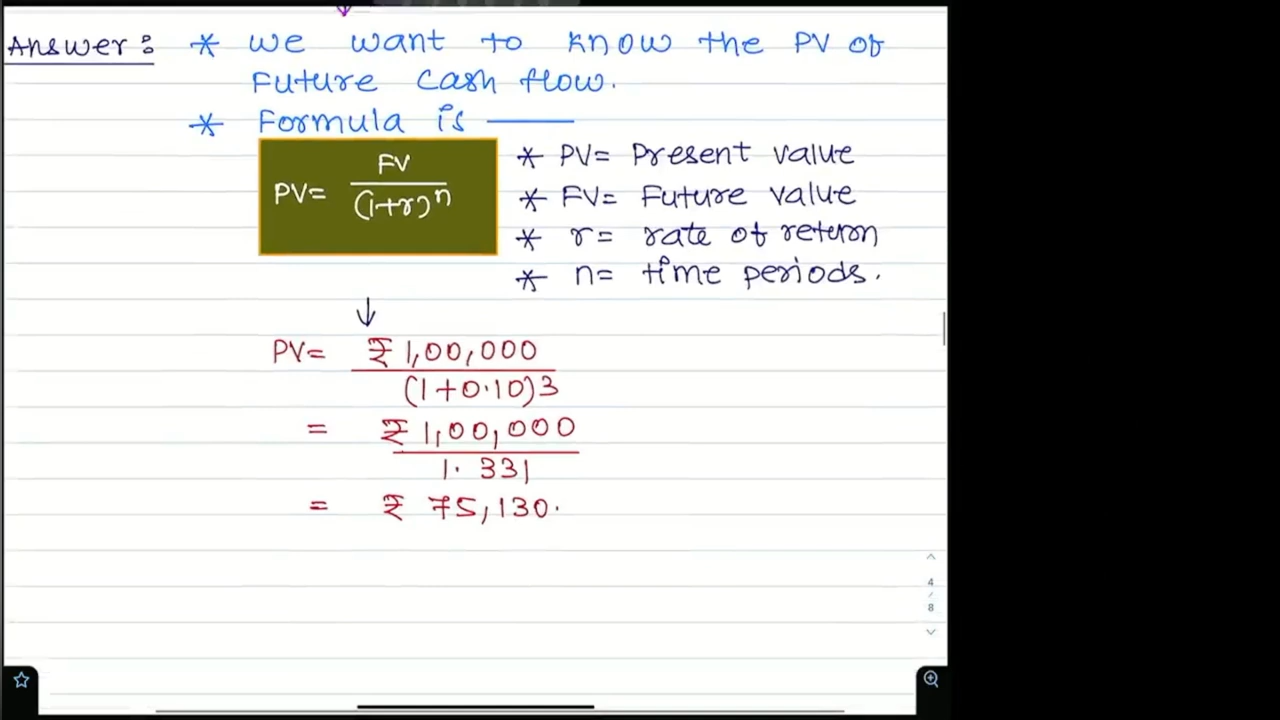 Answer : * We want to know the PV of
Future Cash flow.
* Formula is ———
PV= FV / (1+r)^n
* PV= Present value
* FV= Future value
* r= rate of return
* n= time periods.
↓
PV= ₹ 1,00,000
(1+0.10)3
= ₹ 1,00,000
1.331
= ₹ 75,130.
4
/
8